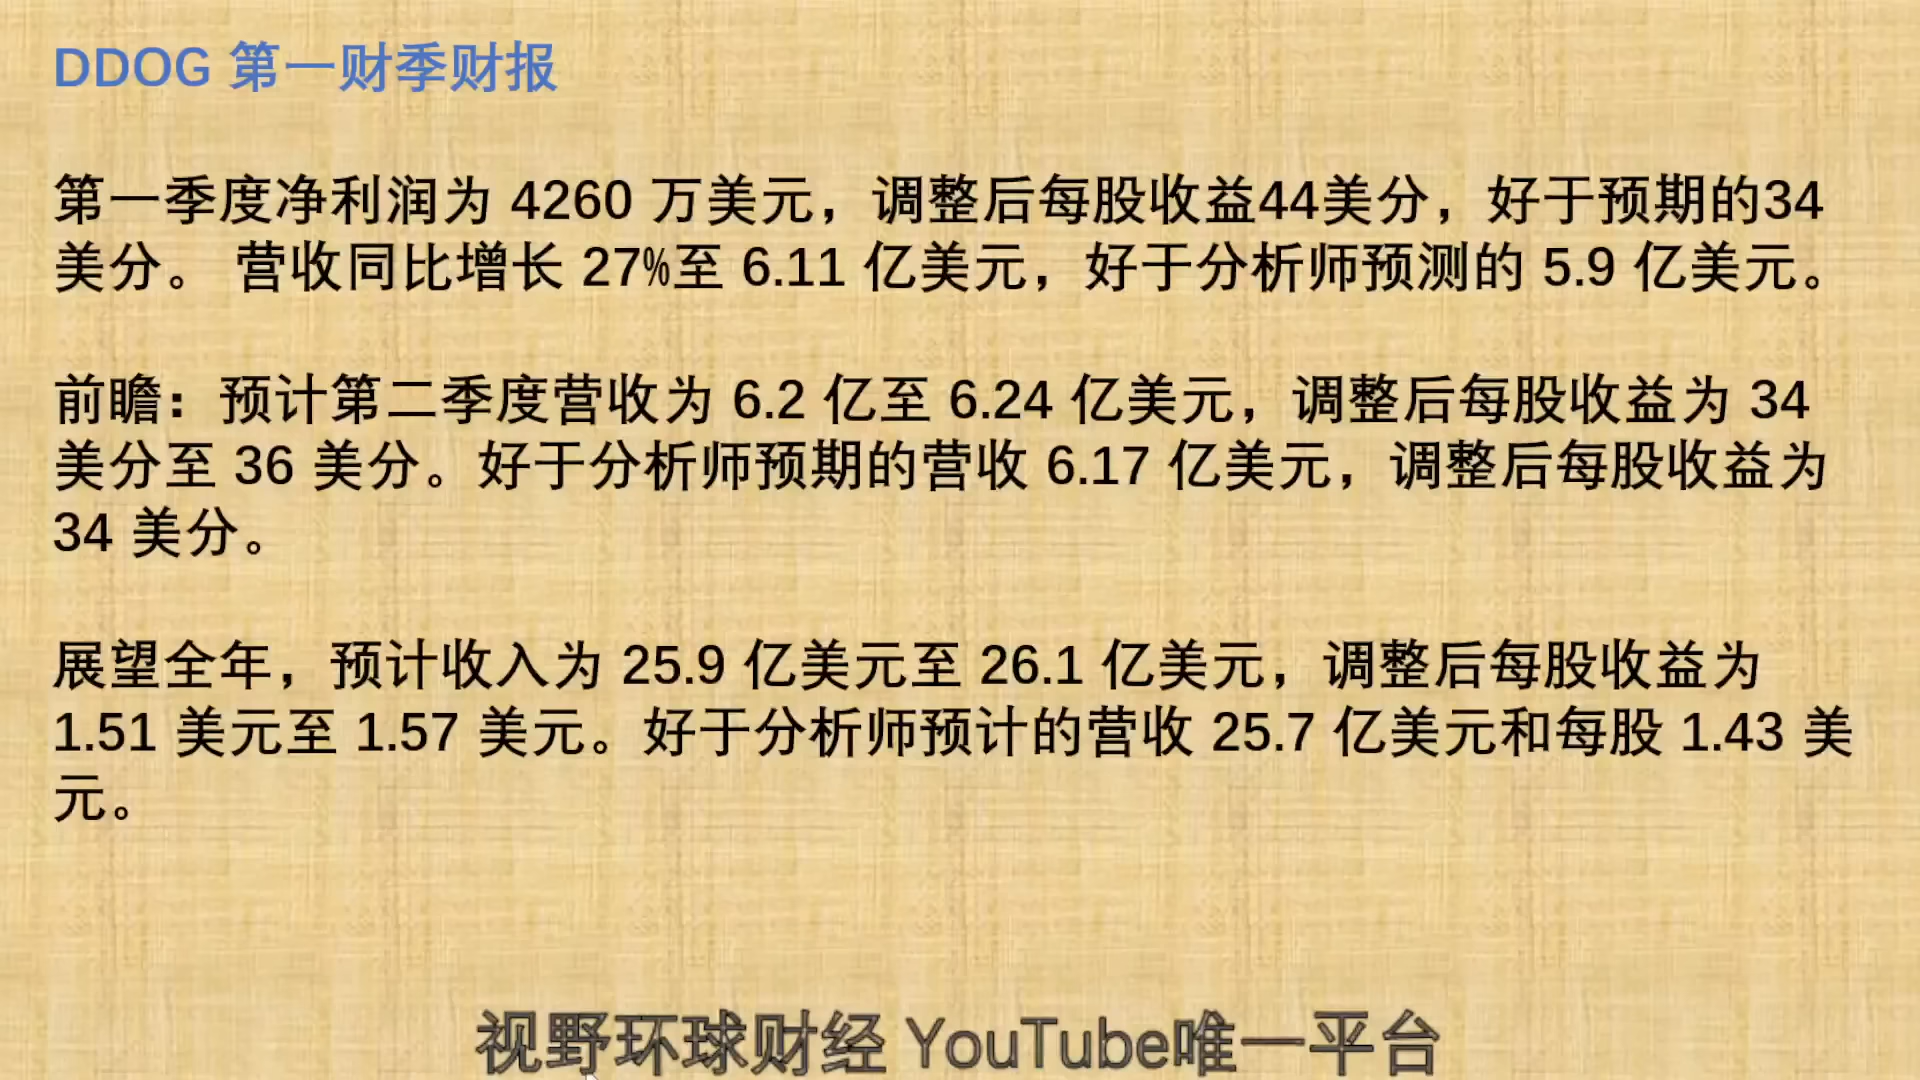 DDOG 第一财季财报
第一季度净利润为 4260 万美元，调整后每股收益44美分，好于预期的34
美分。 营收同比增长 27%至 6.11 亿美元，好于分析师预测的 5.9 亿美元。
前瞻：预计第二季度营收为 6.2 亿至 6.24 亿美元，调整后每股收益为 34
美分至 36 美分。好于分析师预期的营收 6.17 亿美元，调整后每股收益为
34 美分。
展望全年，预计收入为 25.9 亿美元至 26.1 亿美元，调整后每股收益为
1.51 美元至 1.57 美元。好于分析师预计的营收 25.7 亿美元和每股 1.43 美
元。
视野环球财经 YouTube唯一平台